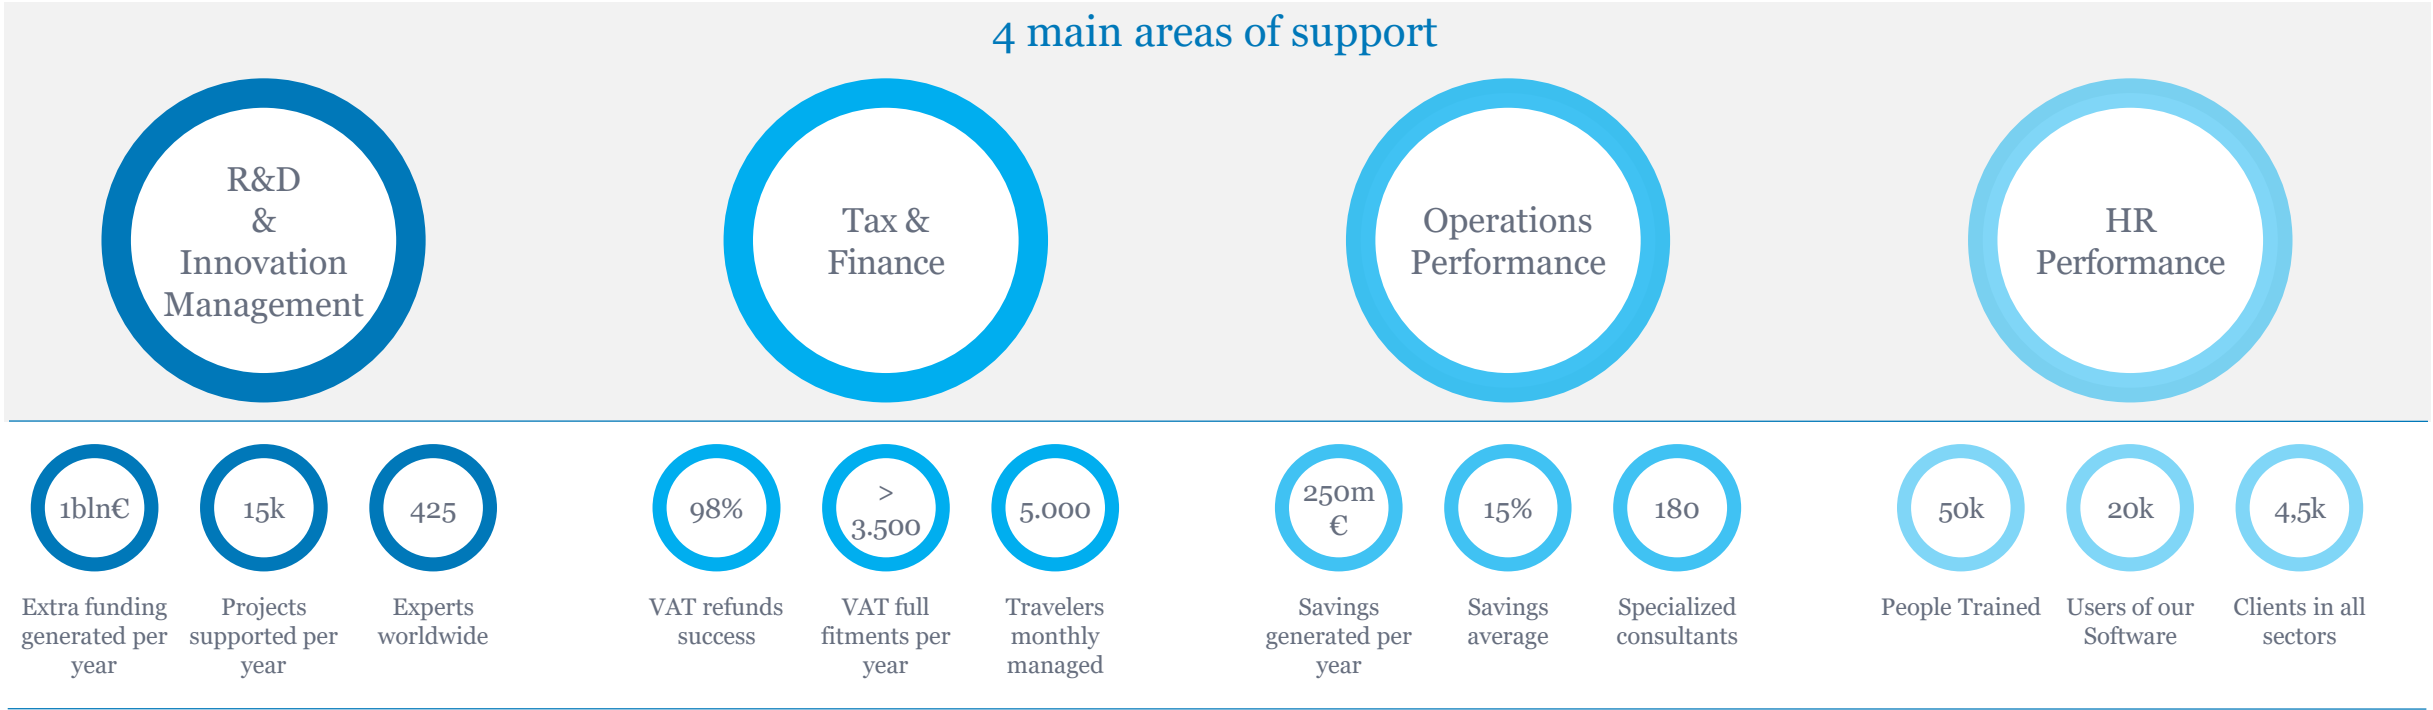 4 main areas of support
R&D
&
Innovation
Management
Tax &
Finance
Operations
Performance
HR
Performance
1bln€
Extra funding
generated per
year
15k
Projects
supported per
year
425
Experts
worldwide
98%
VAT refunds
success
>
3.500
VAT full
fitments per
year
5.000
Travelers
monthly
managed
250m
€
Savings
generated per
year
15%
Savings
average
180
Specialized
consultants
50k
People Trained
20k
Users of our
Software
4,5k
Clients in all
sectors